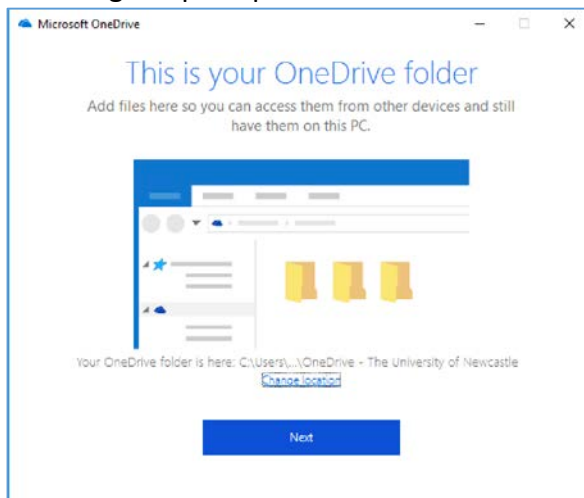 Microsoft OneDrive
This is your OneDrive folder
Add files here so you can access them from other devices and still
have them on this PC.
Your OneDrive folder is here: C:\Users\...\OneDrive - The University of Newcastle
Change location
Next